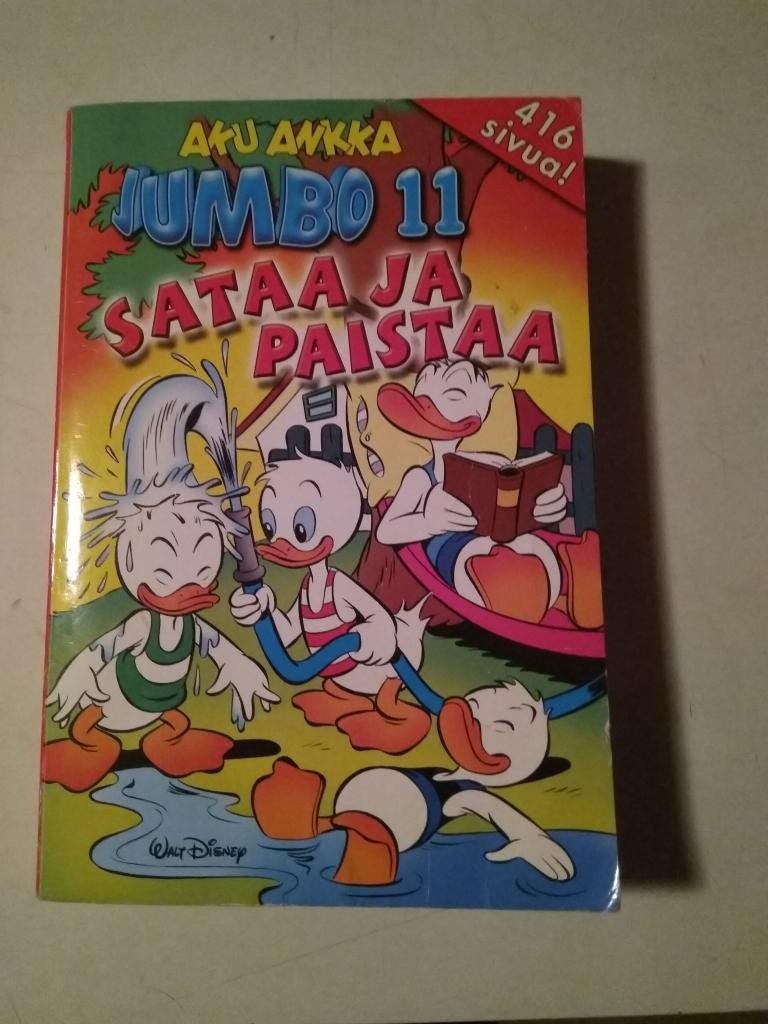 416
sivua!
AKU ANKKA
JUMBO 11
SATAA JA
PAISTAA
WALT DISNEY